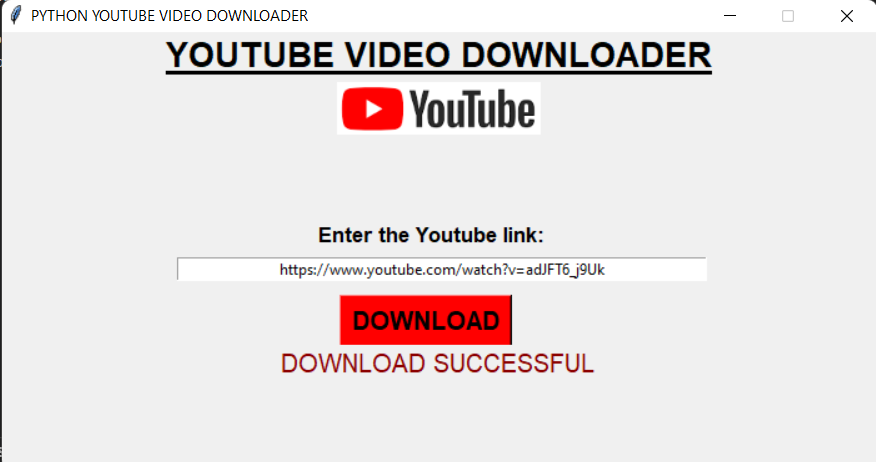 PYTHON YOUTUBE VIDEO DOWNLOADER
YOUTUBE VIDEO DOWNLOADER
YouTube
Enter the Youtube link:
https://www.youtube.com/watch?v=adJFT6_j9Uk
DOWNLOAD
DOWNLOAD SUCCESSFUL